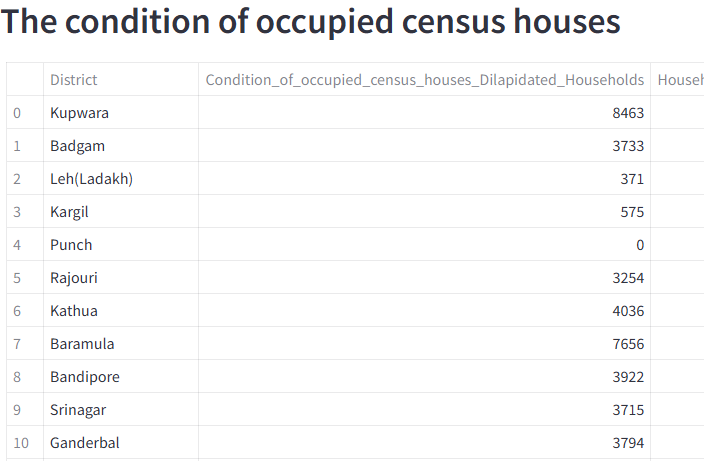 The condition of occupied census houses
District Condition_of_occupied_census_houses_Dilapidated_Households Househ
0 Kupwara 8463
1 Badgam 3733
2 Leh(Ladakh) 371
3 Kargil 575
4 Punch 0
5 Rajouri 3254
6 Kathua 4036
7 Baramula 7656
8 Bandipore 3922
9 Srinagar 3715
10 Ganderbal 3794